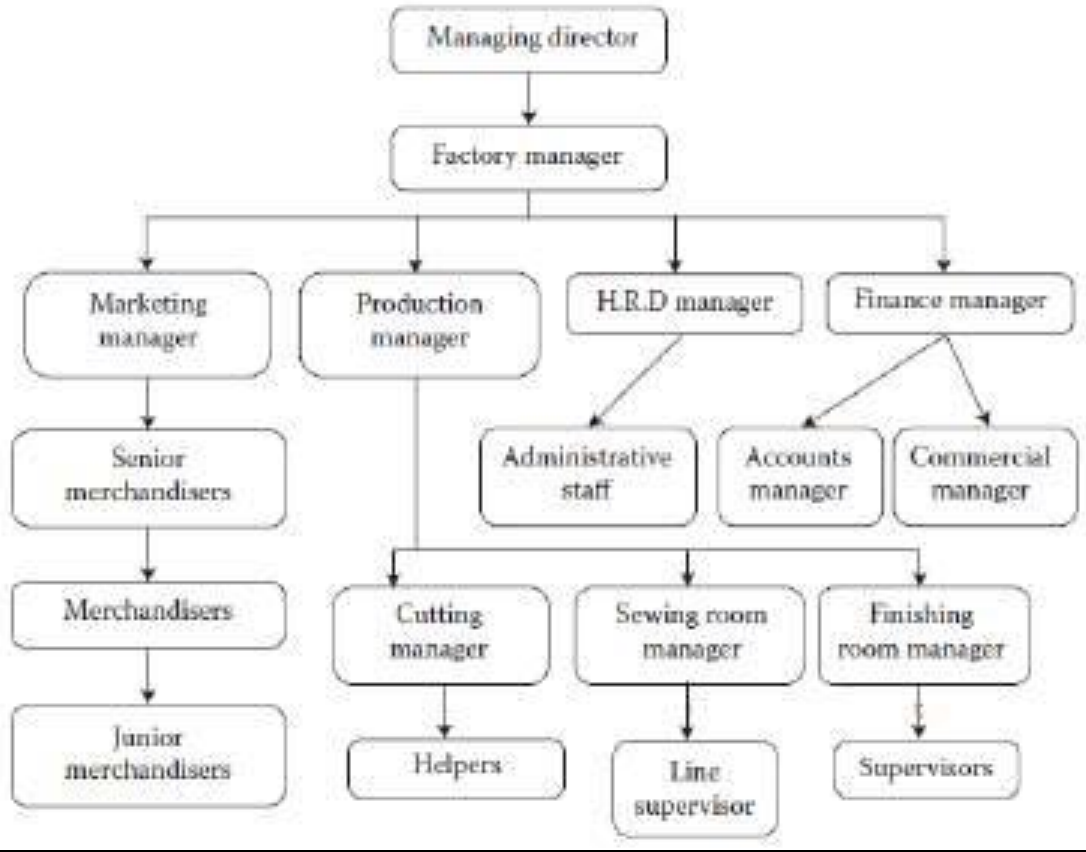 Managing director
Factory manager
Marketing
manager
Production
manager
H.R.D manager
Finance manager
Senior
merchandisers
Administrative
staff
Accounts
manager
Commercial
manager
Merchandisers
Cutting
manager
Sewing room
manager
Finishing
room manager
Junior
merchandisers
Helpers
Line
supervisor
Supervisors